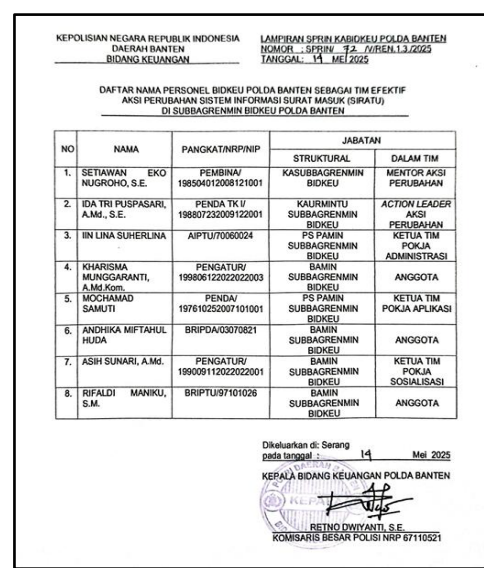 KEPOLISIAN NEGARA REPUBLIK INDONESIA
DAERAH BANTEN
BIDANG KEUANGAN
LAMPIRAN SPRIN KABIDKEU POLDA BANTEN
NOMOR : SPRIN/ 72 /V/REN.1.3./2025
TANGGAL: 14 MEI 2025
DAFTAR NAMA PERSONEL BIDKEU POLDA BANTEN SEBAGAI TIM EFEKTIF
AKSI PERUBAHAN SISTEM INFORMASI SURAT MASUK (SIRATU)
DI SUBBAGRENMIN BIDKEU POLDA BANTEN
NO NAMA PANGKAT/NRP/NIP JABATAN
STRUKTURAL DALAM TIM
1. SETIAWAN EKO PEMBINA/ KASUBBAGRENMIN MENTOR AKSI
NUGROHO, S.E. 198504012008121001 BIDKEU PERUBAHAN
2. IDA TRI PUSPASARI, PENDA TK I/ KAURMINTU ACTION LEADER
A.Md., S.E. 198807232009122001 SUBBAGRENMIN AKSI
BIDKEU PERUBAHAN
3. IIN LINA SUHERLINA AIPTU/70060024 PS PAMIN KETUA TIM
SUBBAGRENMIN POKJA
BIDKEU ADMINISTRASI
4. KHARISMA PENGATUR/ BAMIN
MUNGGARANTI, 199806122022022003 SUBBAGRENMIN ANGGOTA
A.Md.Kom. BIDKEU
5. MOCHAMAD PENDA/ PS PAMIN KETUA TIM
SAMUTI 197610252007101001 SUBBAGRENMIN POKJA APLIKASI
BIDKEU
6. ANDHIKA MIFTAHUL BRIPDA/03070821 BAMIN
HUDA SUBBAGRENMIN ANGGOTA
BIDKEU
7. ASIH SUNARI, A.Md. PENGATUR/ BAMIN KETUA TIM
199009112022022001 SUBBAGRENMIN POKJA
BIDKEU SOSIALISASI
8. RIFALDI MANIKU, BRIPTU/97101026 BAMIN
S.M. SUBBAGRENMIN ANGGOTA
BIDKEU
Dikeluarkan di: Serang
pada tanggal : 14 Mei 2025
KEPALA BIDANG KEUANGAN POLDA BANTEN
KEPALA
RETNO DWIYANTI, S.E.
KOMISARIS BESAR POLISI NRP 67110521